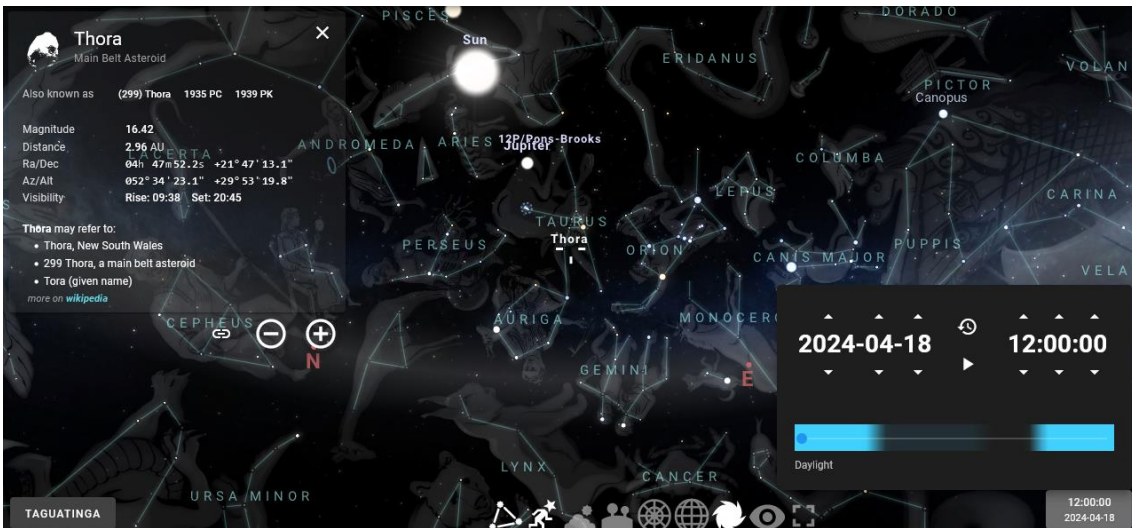 Thora
Main Belt Asteroid
Also known as (299) Thora 1935 PC 1939 PK
Magnitude 16.42
Distance 2.96 AU
Ra/Dec 04h 47m52.2s +21°47'13.1"
Az/Alt 052°34'23.1" +29°53'19.8"
Visibility Rise: 09:38 Set: 20:45
Thora may refer to:
Thora, New South Wales
299 Thora, a main belt asteroid
Tora (given name)
more on wikipedia
PISCES
DORADO
Sun
ERIDANUS
VOLAN
PICTOR
Canopus
12P/Pons-Brooks
Jupiter
LACERTA
ANDROMEDA
ARIES
COLUMBA
LEPUS
CARINA
TAURUS
Thora
PERSEUS
ORION
CANIS MAJOR
PUPPIS
VELA
CEPHEUS
AURIGA
MONOCERO
N
GEMINI
E
2024-04-18 12:00:00
Daylight
LYNX
CANCER
URSA MINOR
TAGUATINGA
12:00:00
2024-04-18